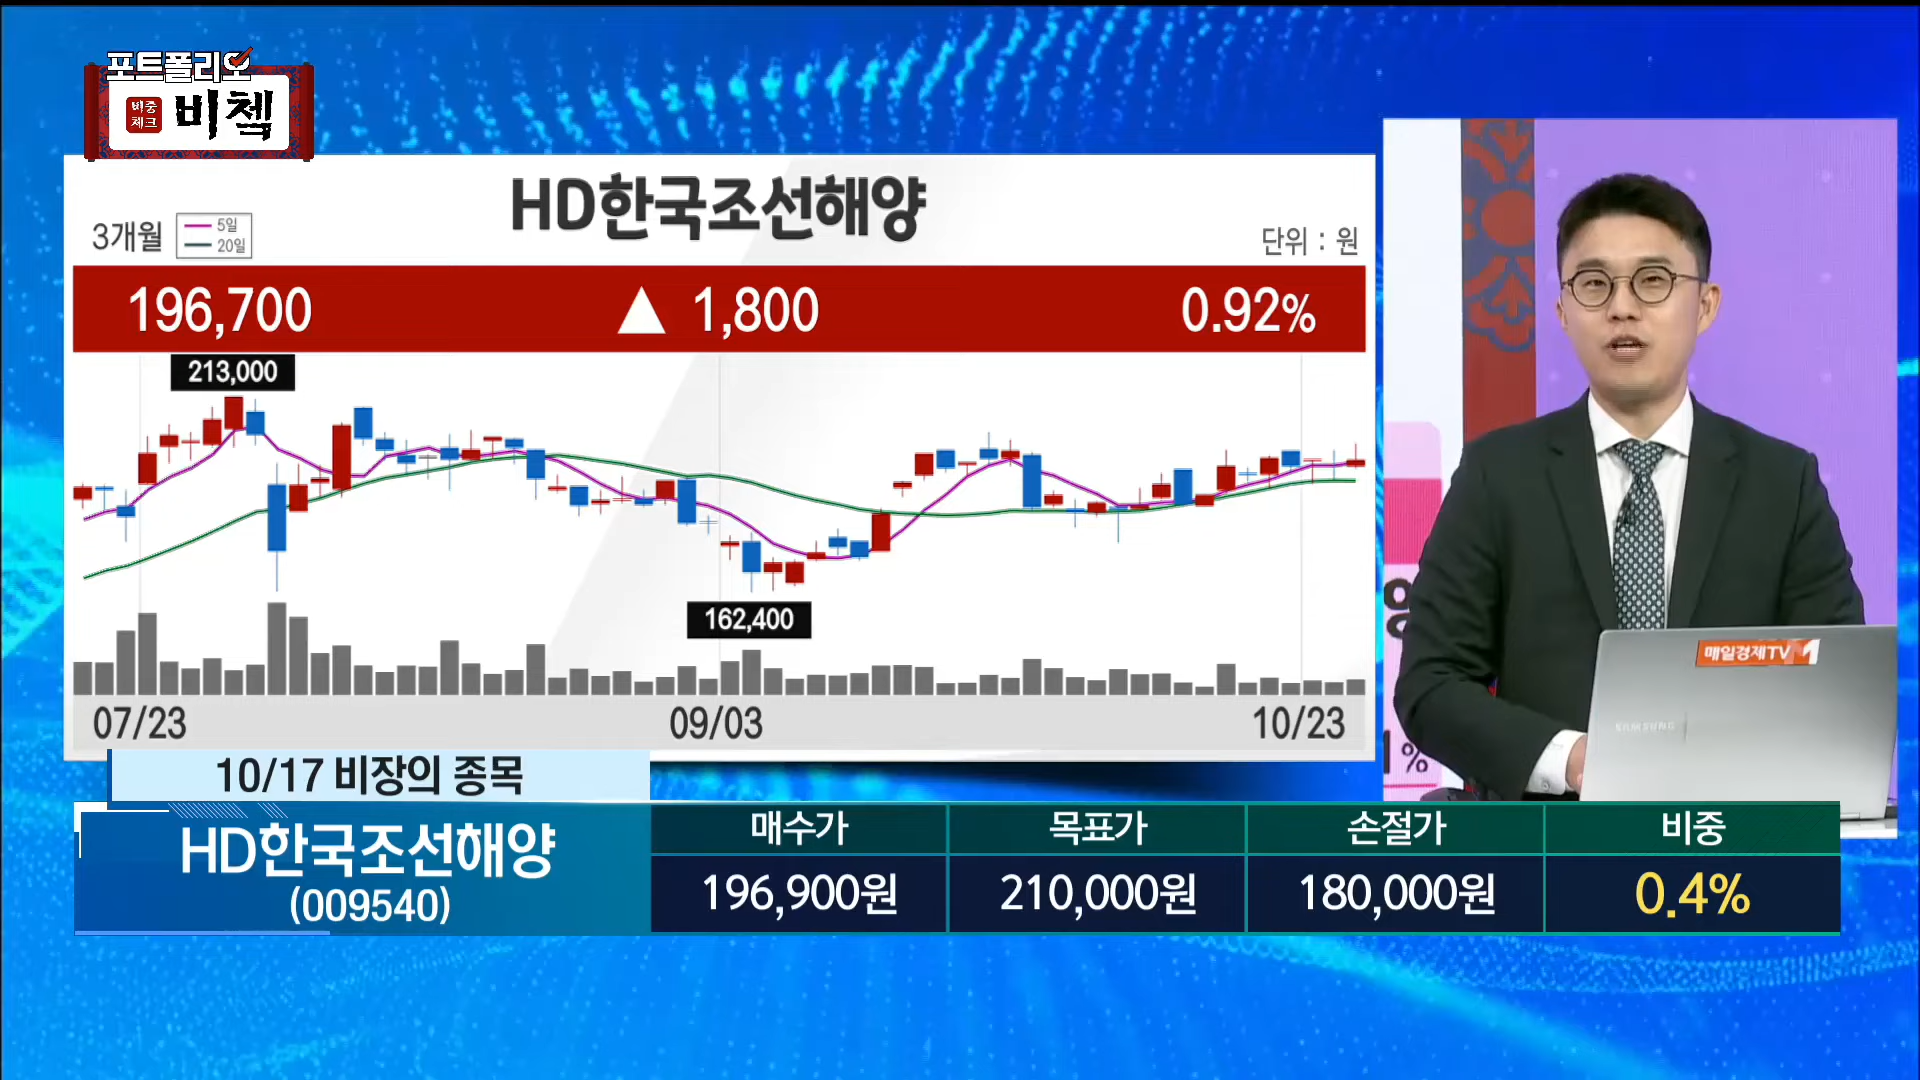 포트폴리오
비중
체크
비첵
HD한국조선해양
3개월
5일
20일
단위 : 원
196,700 ▲ 1,800 0.92%
213,000
162,400
07/23 09/03 10/23
매일경제TV M
SAMSUNG
1%
10/17 비장의 종목
HD한국조선해양
(009540)
매수가 목표가 손절가 비중
196,900원 210,000원 180,000원 0.4%